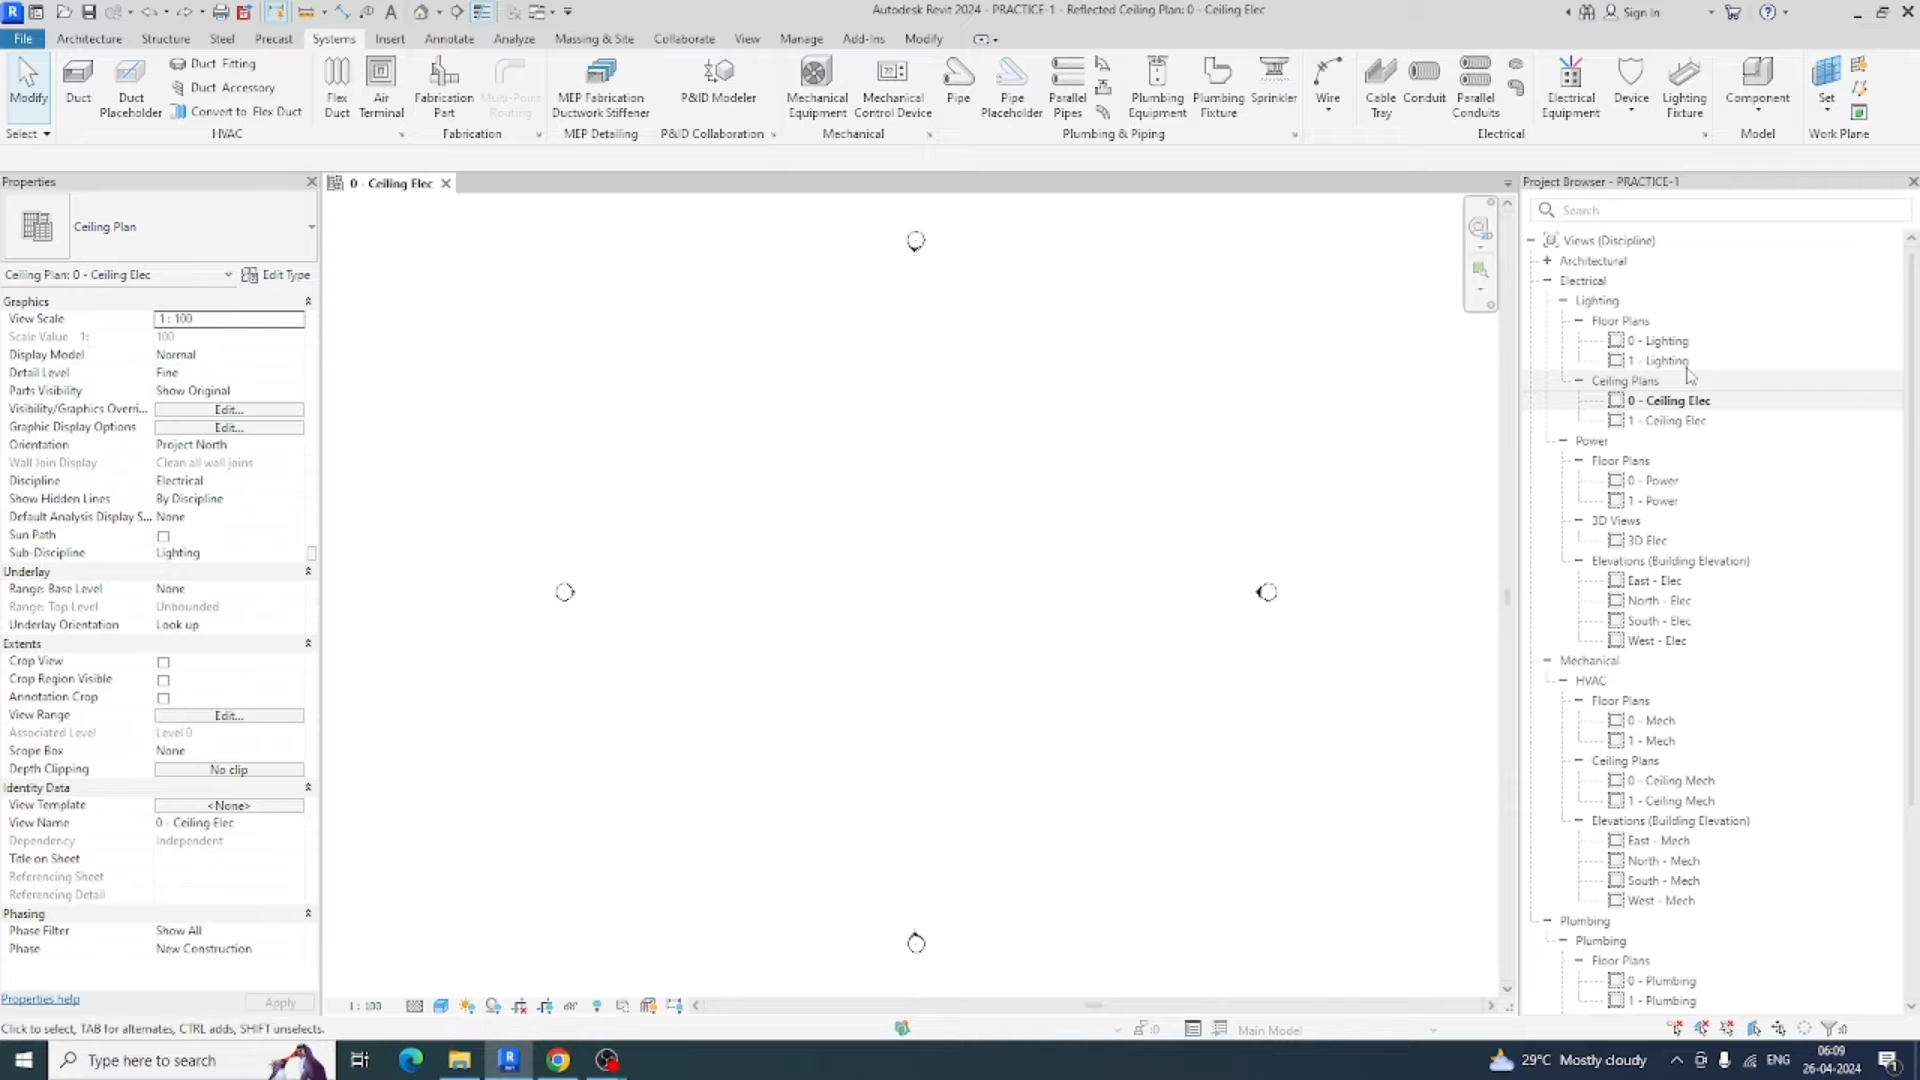 Autodesk Revit 2024 - PRACTICE-1 - Reflected Ceiling Plan: 0 - Ceiling Elec
Sign In
File Architecture Structure Steel Precast Systems Insert Annotate Analyze Massing & Site Collaborate View Manage Add-Ins Modify
Modify
Select
Duct
Duct Placeholder
Duct Fitting
Duct Accessory
Convert to Flex Duct
HVAC
Flex Duct
Air Terminal
Fabrication Part
Multi-Point Routing
Fabrication
MEP Fabrication Ductwork Stiffener
MEP Detailing
P&ID Modeler
P&ID Collaboration
Mechanical Equipment
Mechanical Control Device
Mechanical
Pipe
Pipe Placeholder
Parallel Pipes
Plumbing Equipment
Plumbing Fixture
Sprinkler
Plumbing & Piping
Wire
Cable Tray
Conduit
Parallel Conduits
Electrical Equipment
Device
Lighting Fixture
Electrical
Component
Model
Set
Work Plane
Properties
Ceiling Plan
Ceiling Plan: 0 - Ceiling Elec Edit Type
Graphics
View Scale 1 : 100
Scale Value 1: 100
Display Model Normal
Detail Level Fine
Parts Visibility Show Original
Visibility/Graphics Overri... Edit...
Graphic Display Options Edit...
Orientation Project North
Wall Join Display Clean all wall joins
Discipline Electrical
Show Hidden Lines By Discipline
Default Analysis Display S... None
Sun Path
Sub-Discipline Lighting
Underlay
Range: Base Level None
Range: Top Level Unbounded
Underlay Orientation Look up
Extents
Crop View
Crop Region Visible
Annotation Crop
View Range Edit...
Associated Level Level 0
Scope Box None
Depth Clipping No clip
Identity Data
View Template <None>
View Name 0 - Ceiling Elec
Dependency Independent
Title on Sheet
Referencing Sheet
Referencing Detail
Phasing
Phase Filter Show All
Phase New Construction
Properties help Apply
0 - Ceiling Elec
1 : 100
Project Browser - PRACTICE-1
Search
Views (Discipline)
Architectural
Electrical
Lighting
Floor Plans
0 - Lighting
1 - Lighting
Ceiling Plans
0 - Ceiling Elec
1 - Ceiling Elec
Power
Floor Plans
0 - Power
1 - Power
3D Views
3D Elec
Elevations (Building Elevation)
East - Elec
North - Elec
South - Elec
West - Elec
Mechanical
HVAC
Floor Plans
0 - Mech
1 - Mech
Ceiling Plans
0 - Ceiling Mech
1 - Ceiling Mech
Elevations (Building Elevation)
East - Mech
North - Mech
South - Mech
West - Mech
Plumbing
Plumbing
Floor Plans
0 - Plumbing
1 - Plumbing
Click to select, TAB for alternates, CTRL adds, SHIFT unselects.
:0
Main Model
:0
Type here to search
29°C Mostly cloudy
ENG
06:09
26-04-2024